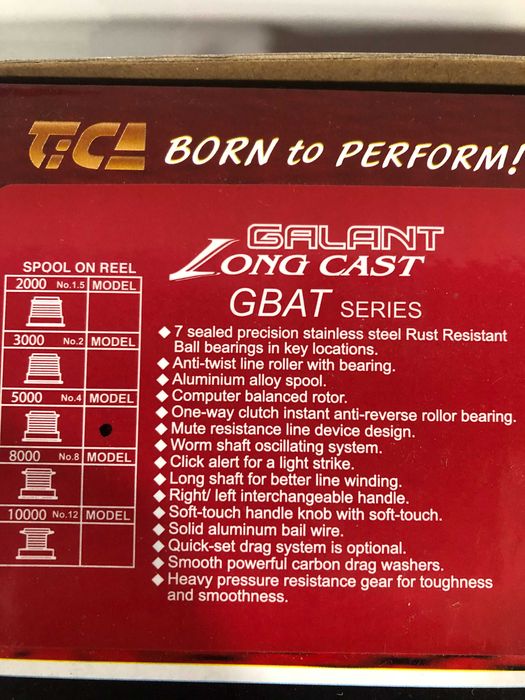 TiCA BORN to PERFORM!
GALANT
LONG CAST
GBAT SERIES
SPOOL ON REEL
2000 No.1.5 MODEL
3000 No.2 MODEL
5000 No.4 MODEL
8000 No.8 MODEL
10000 No.12 MODEL
◆ 7 sealed precision stainless steel Rust Resistant
Ball bearings in key locations.
◆ Anti-twist line roller with bearing.
◆ Aluminium alloy spool.
◆ Computer balanced rotor.
◆ One-way clutch instant anti-reverse rollor bearing.
◆ Mute resistance line device design.
◆ Worm shaft oscillating system.
◆ Click alert for a light strike.
◆ Long shaft for better line winding.
◆ Right/ left interchangeable handle.
◆ Soft-touch handle knob with soft-touch.
◆ Solid aluminum bail wire.
◆ Quick-set drag system is optional.
◆ Smooth powerful carbon drag washers.
◆ Heavy pressure resistance gear for toughness
and smoothness.